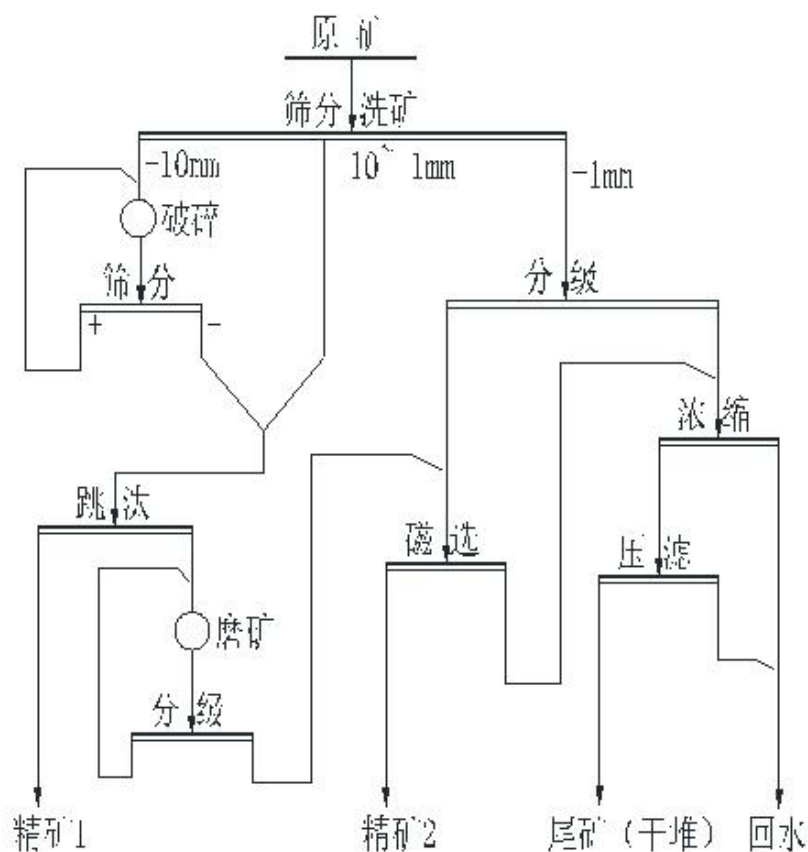 原 矿
筛分 洗矿
-10mm
10~1mm
-1mm
破碎
筛 分
+
-
分 级
浓 缩
跳 汰
磁 选
压 滤
磨矿
分 级
精矿1
精矿2
尾矿（干堆）
回水